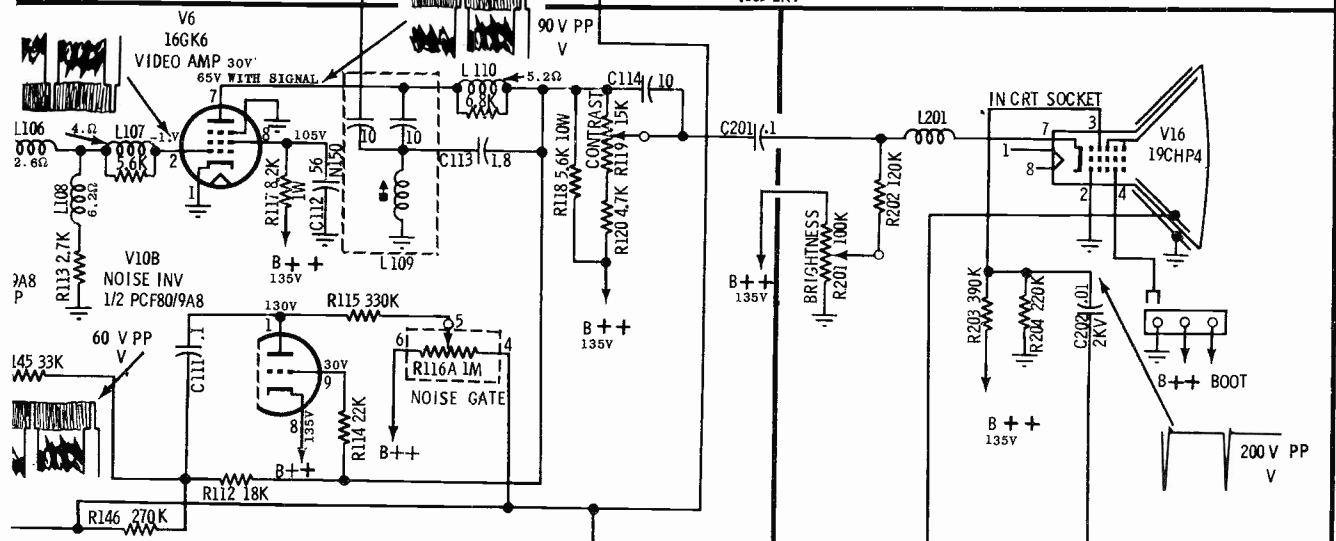 V6
16GK6
VIDEO AMP 30V
65V WITH SIGNAL
7
90 V PP
V
L110
5.2Ω
6.8K
C114
10
L106
2.6Ω
4.Ω
L107
5.6K
-1.V
2
8
1
105V
R117 8.2K
1W
C112
56
N150
10
10
L109
C113
1.8
L108
6.2Ω
R113 2.7K
B++
135V
R118 5.6K 10W
CONTRAST
R119 15K
R120 4.7K
B++
135V
C201
.1
L201
IN CRT SOCKET
7
3
1
8
2
4
V16
19CHP4
R202 120K
BRIGHTNESS
100K
R201
B++
135V
R203 390K
R204 220K
C202
.01
2KV
B++
135V
B++ BOOT
200 V PP
V
9A8
P
V10B
NOISE INV
1/2 PCF80/9A8
60 V PP
V
145 33K
C111
.1
130V
1
R115 330K
5
6
4
R116A 1M
NOISE GATE
B++
30V
9
8
135V
B++
R114 22K
R112 18K
R146 270K